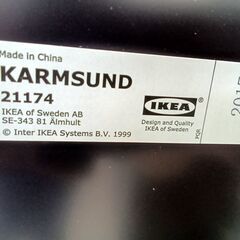 Made in China
KARMSUND
21174
IKEA of Sweden AB
SE-343 81 Älmhult
© Inter IKEA Systems B.V. 1999
IKEA
Design and Quality
IKEA of Sweden
PQR